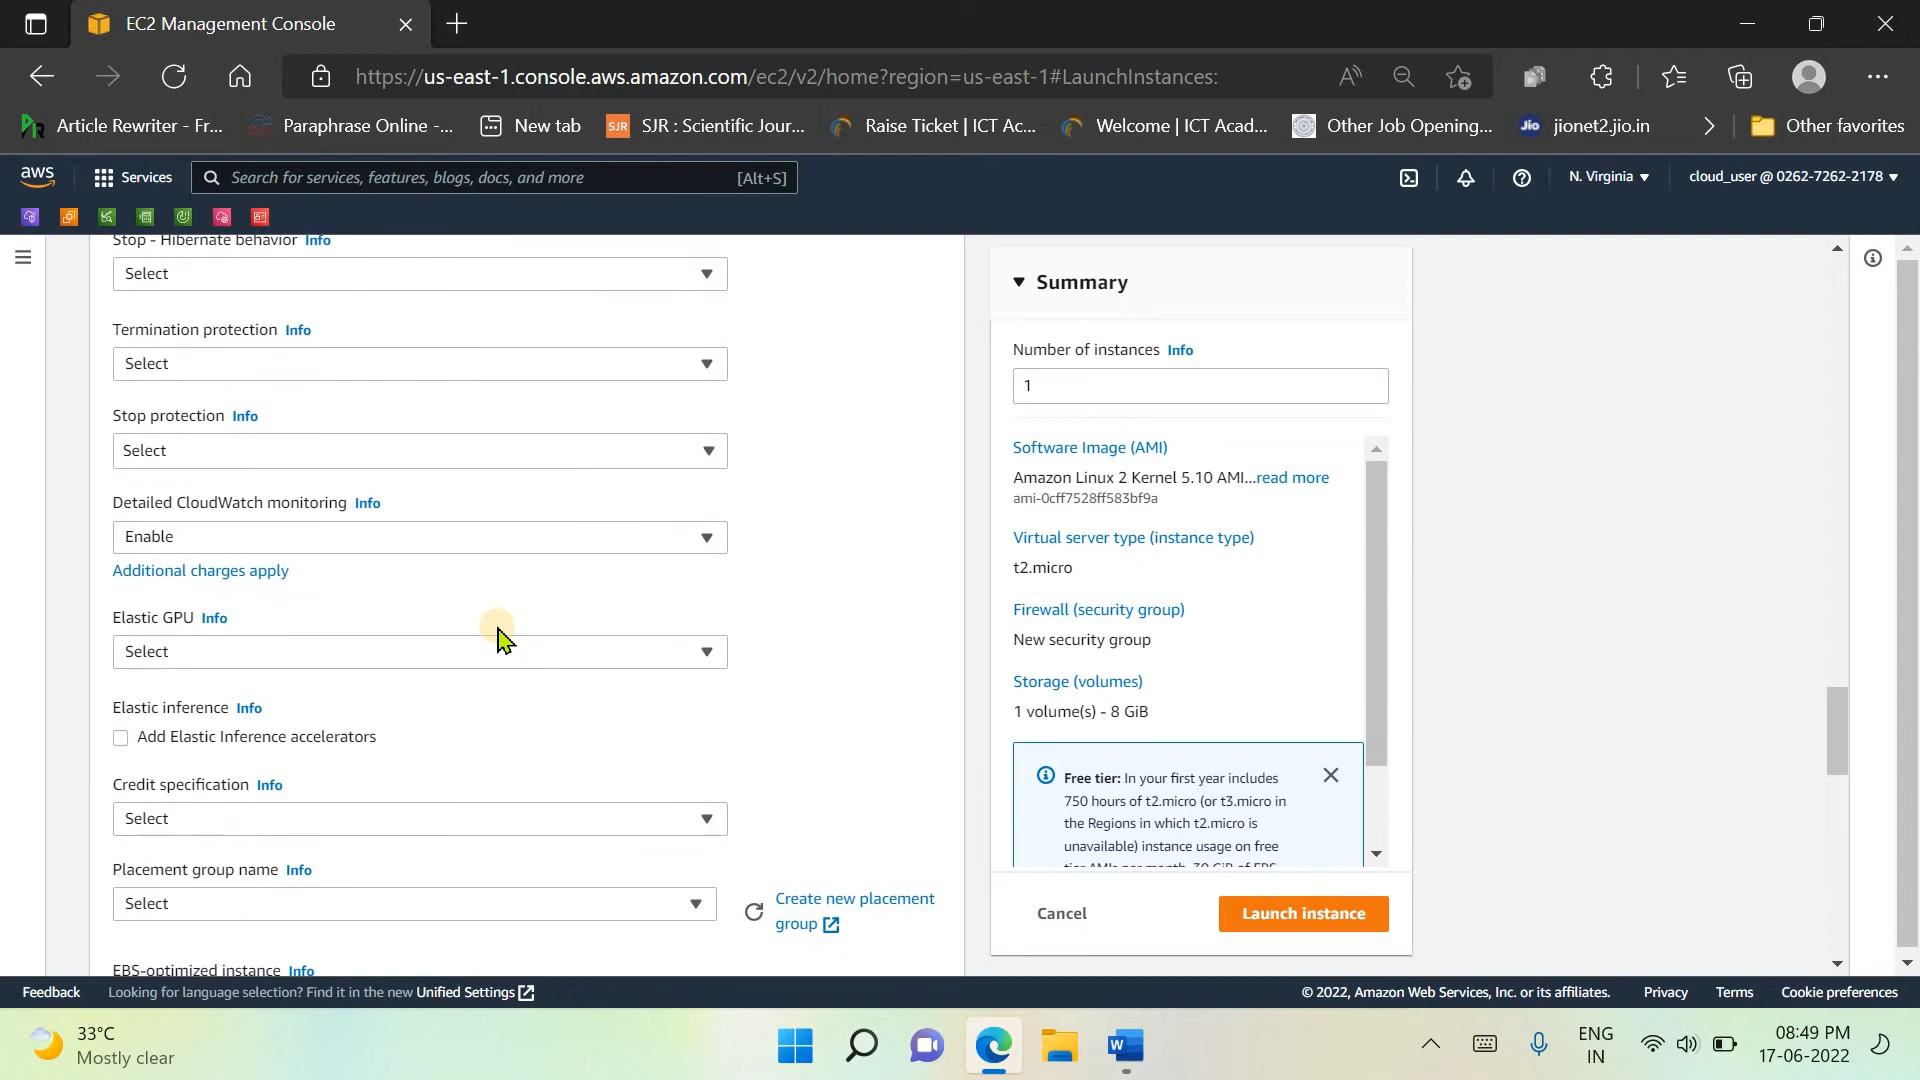 EC2 Management Console
https://us-east-1.console.aws.amazon.com/ec2/v2/home?region=us-east-1#LaunchInstances:
Article Rewriter - Fr...
Paraphrase Online -...
New tab
SJR
SJR : Scientific Jour...
Raise Ticket | ICT Ac...
Welcome | ICT Acad...
Other Job Opening...
Jio
jionet2.jio.in
Other favorites
aws
Services
Search for services, features, blogs, docs, and more
[Alt+S]
N. Virginia
cloud_user @ 0262-7262-2178
Stop - Hibernate behavior Info
Select
Termination protection Info
Select
Stop protection Info
Select
Detailed CloudWatch monitoring Info
Enable
Additional charges apply
Elastic GPU Info
Select
Elastic inference Info
Add Elastic Inference accelerators
Credit specification Info
Select
Placement group name Info
Select
Create new placement
group
EBS-optimized instance Info
Summary
Number of instances Info
1
Software Image (AMI)
Amazon Linux 2 Kernel 5.10 AMI...read more
ami-0cff7528ff583bf9a
Virtual server type (instance type)
t2.micro
Firewall (security group)
New security group
Storage (volumes)
1 volume(s) - 8 GiB
Free tier: In your first year includes
750 hours of t2.micro (or t3.micro in
the Regions in which t2.micro is
unavailable) instance usage on free
tier AMIs per month, 30 GiB of EBS
Cancel
Launch instance
Feedback
Looking for language selection? Find it in the new Unified Settings
© 2022, Amazon Web Services, Inc. or its affiliates.
Privacy
Terms
Cookie preferences
33°C
Mostly clear
W
ENG
IN
08:49 PM
17-06-2022